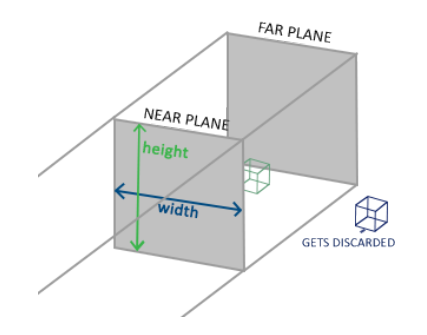 FAR PLANE
NEAR PLANE
height
width
GETS DISCARDED